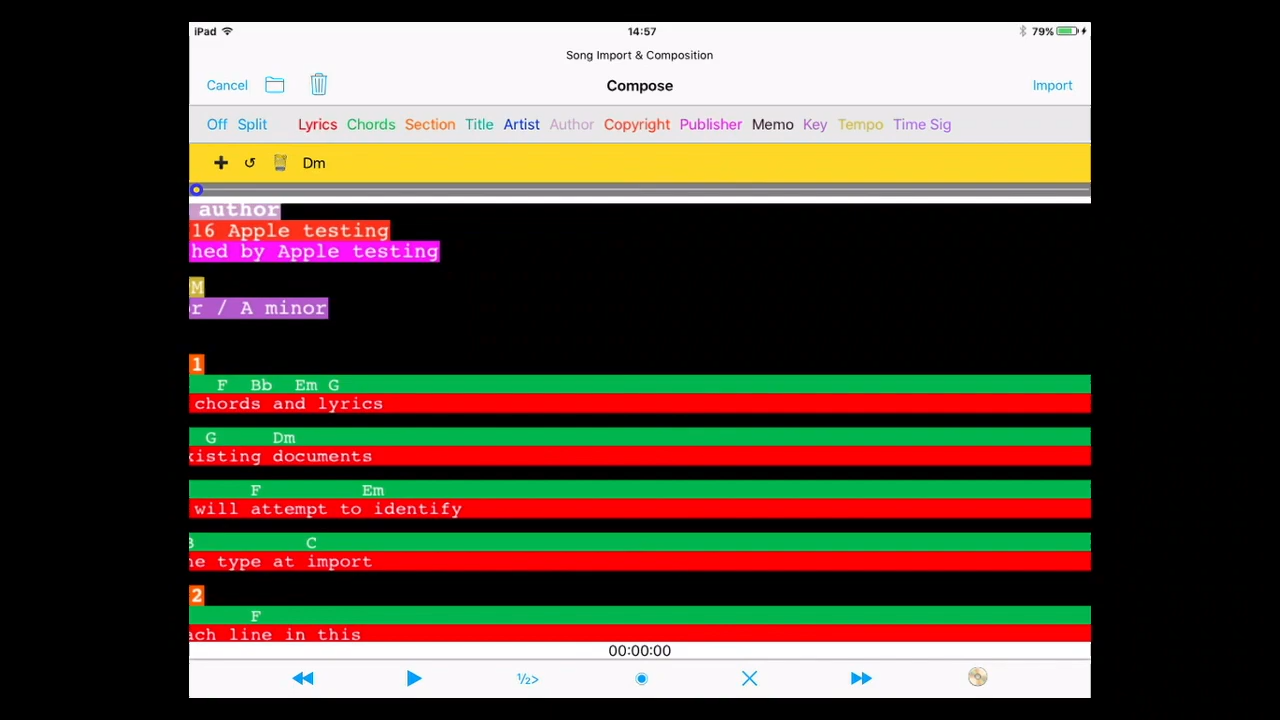 iPad 14:57 79%
Song Import & Composition
Cancel Compose Import
Off Split Lyrics Chords Section Title Artist Author Copyright Publisher Memo Key Tempo Time Sig
Dm
author
16 Apple testing
hed by Apple testing
M
r / A minor
1
F Bb Em G
chords and lyrics
G Dm
xisting documents
F Em
will attempt to identify
B C
ne type at import
2
F
ach line in this
00:00:00
½>